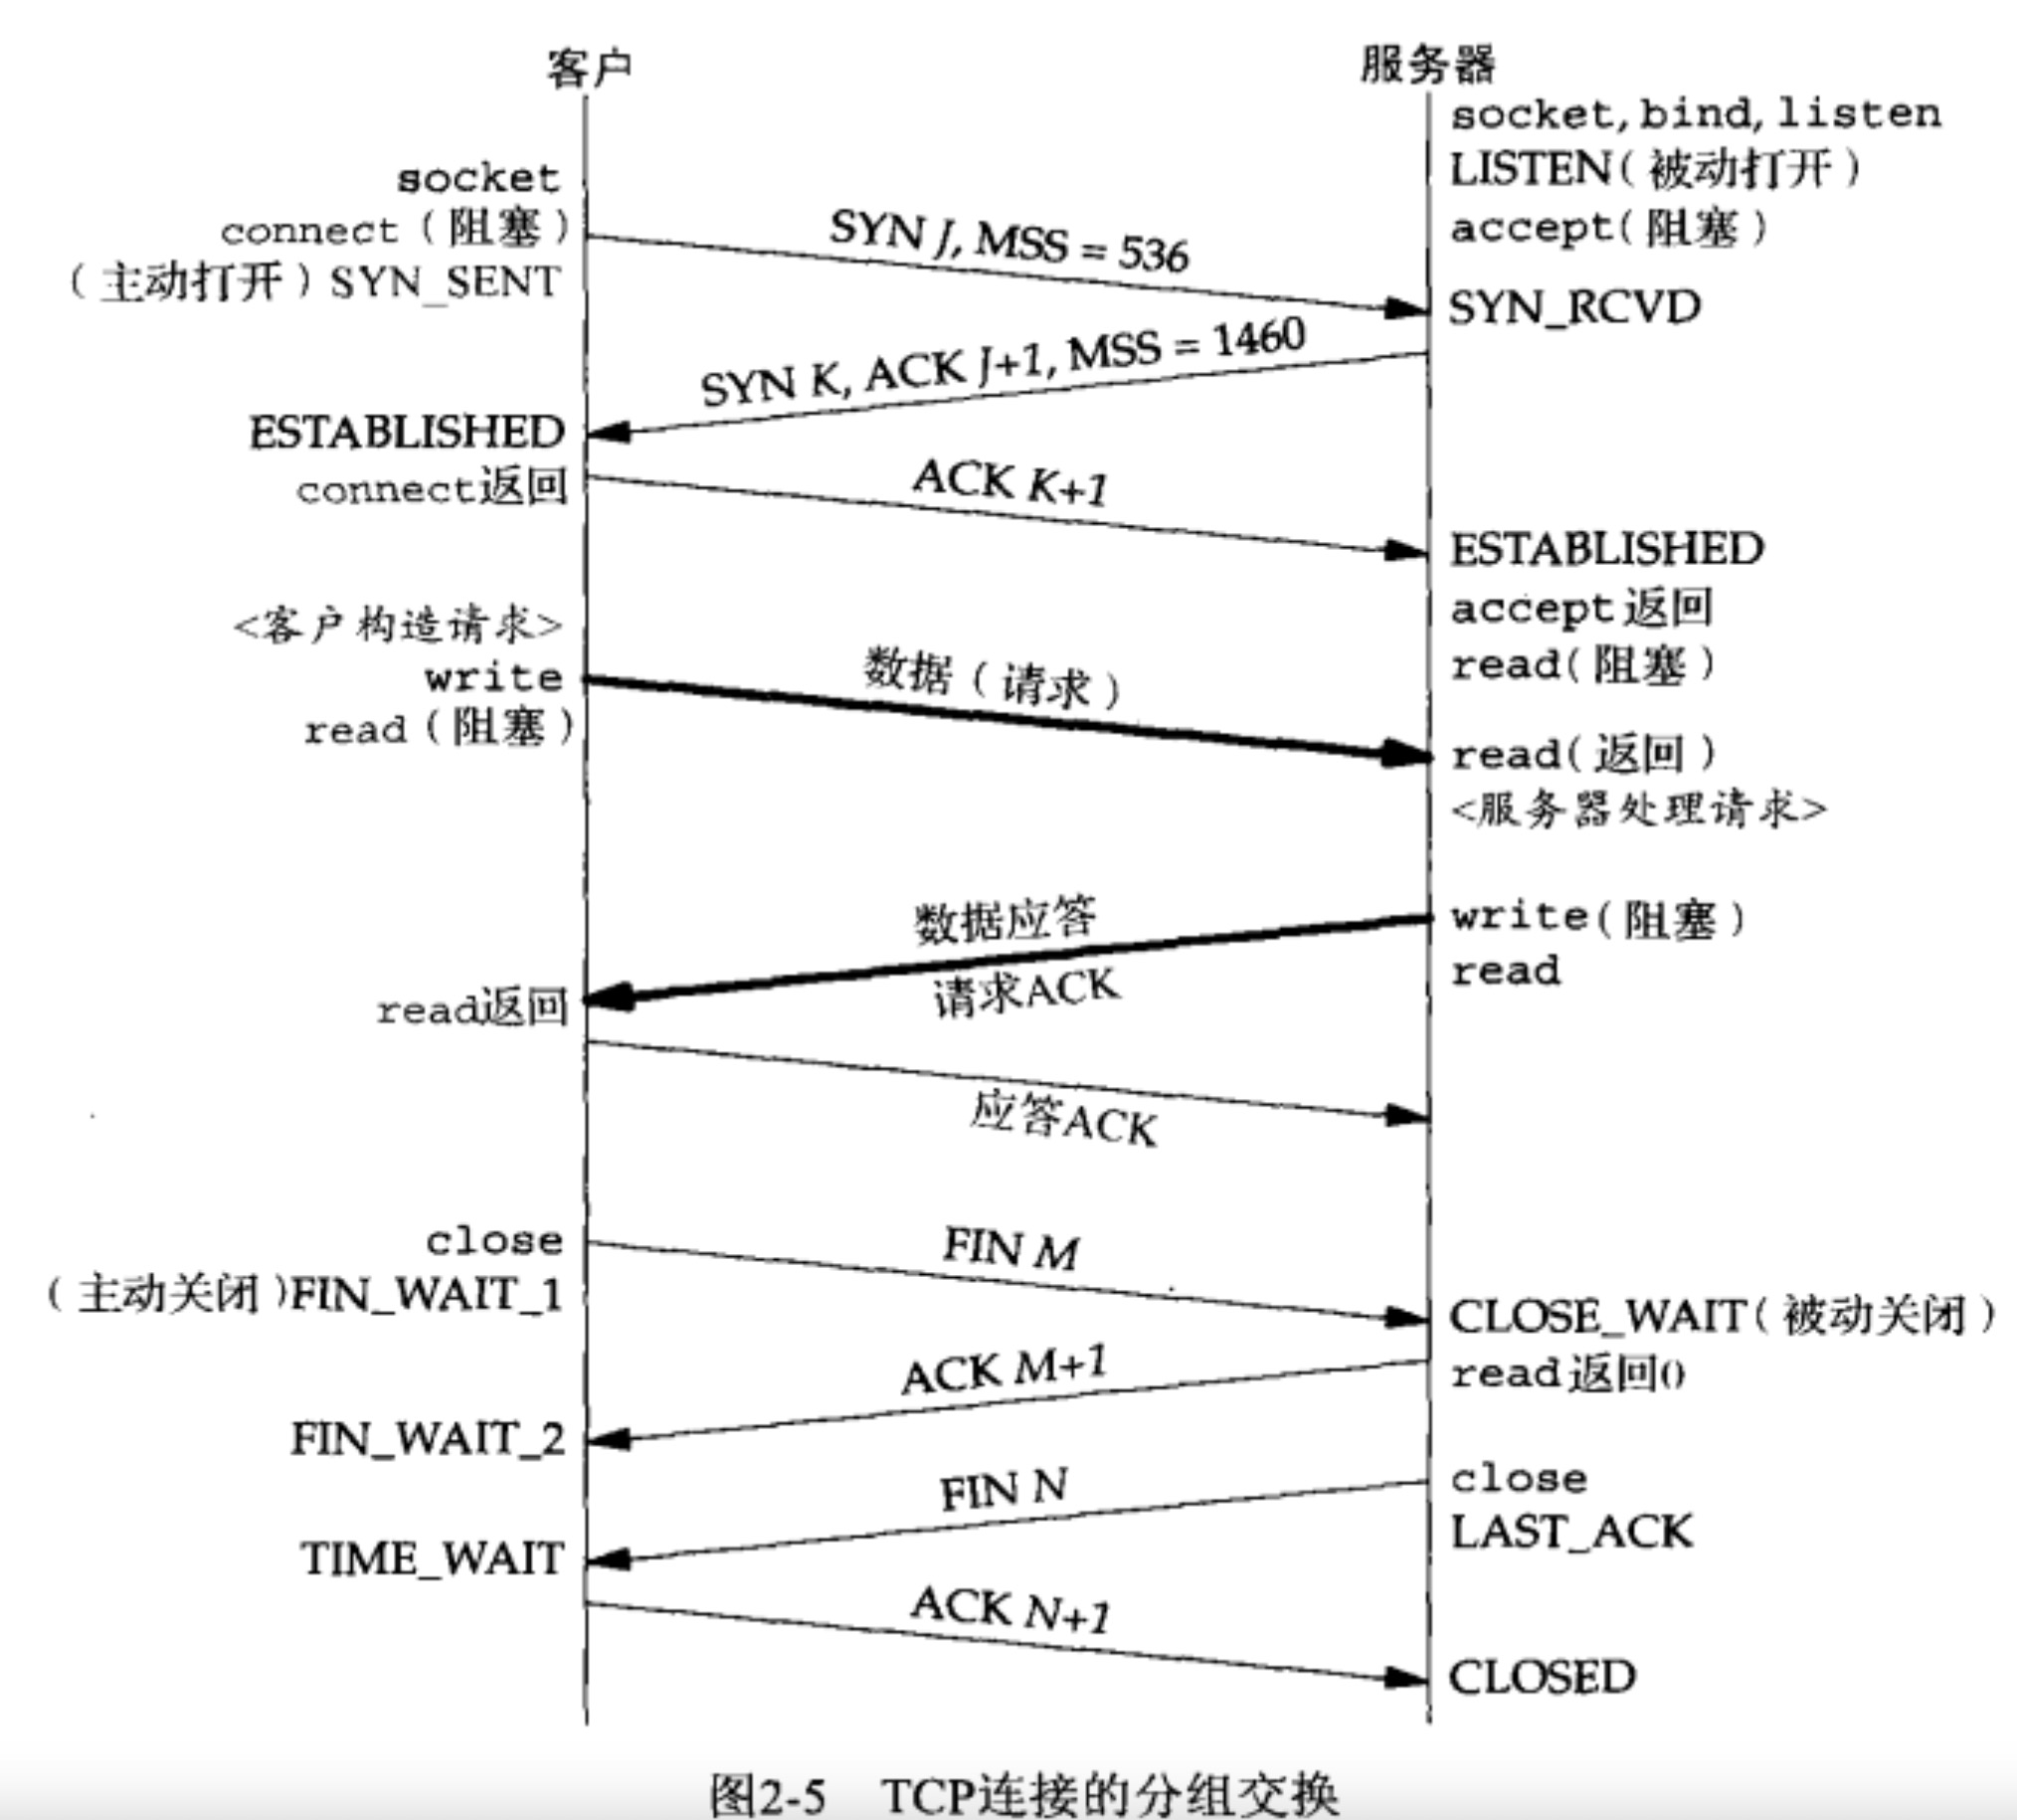 客户
服务器
socket, bind, listen
LISTEN(被动打开)
socket
connect(阻塞)
accept(阻塞)
SYN J, MSS = 536
(主动打开)SYN_SENT
SYN_RCVD
SYN K, ACK J+1, MSS = 1460
ESTABLISHED
connect返回
ACK K+1
ESTABLISHED
accept返回
<客户构造请求>
write
read(阻塞)
数据(请求)
read(阻塞)
read(返回)
<服务器处理请求>
数据应答
write(阻塞)
read
请求ACK
read返回
应答ACK
close
FIN M
(主动关闭)FIN_WAIT_1
CLOSE_WAIT(被动关闭)
ACK M+1
read返回()
FIN_WAIT_2
FIN N
close
LAST_ACK
TIME_WAIT
ACK N+1
CLOSED
图2-5 TCP连接的分组交换